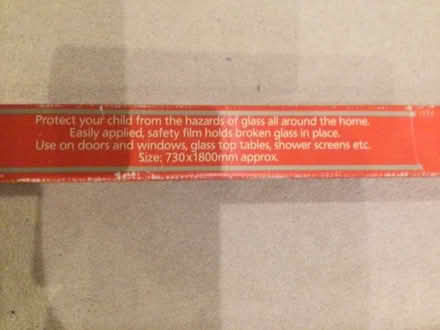 Protect your child from the hazards of glass all around the home.
Easily applied, safety film holds broken glass in place.
Use on doors and windows, glass top tables, shower screens etc.
Size: 730x1800mm approx.